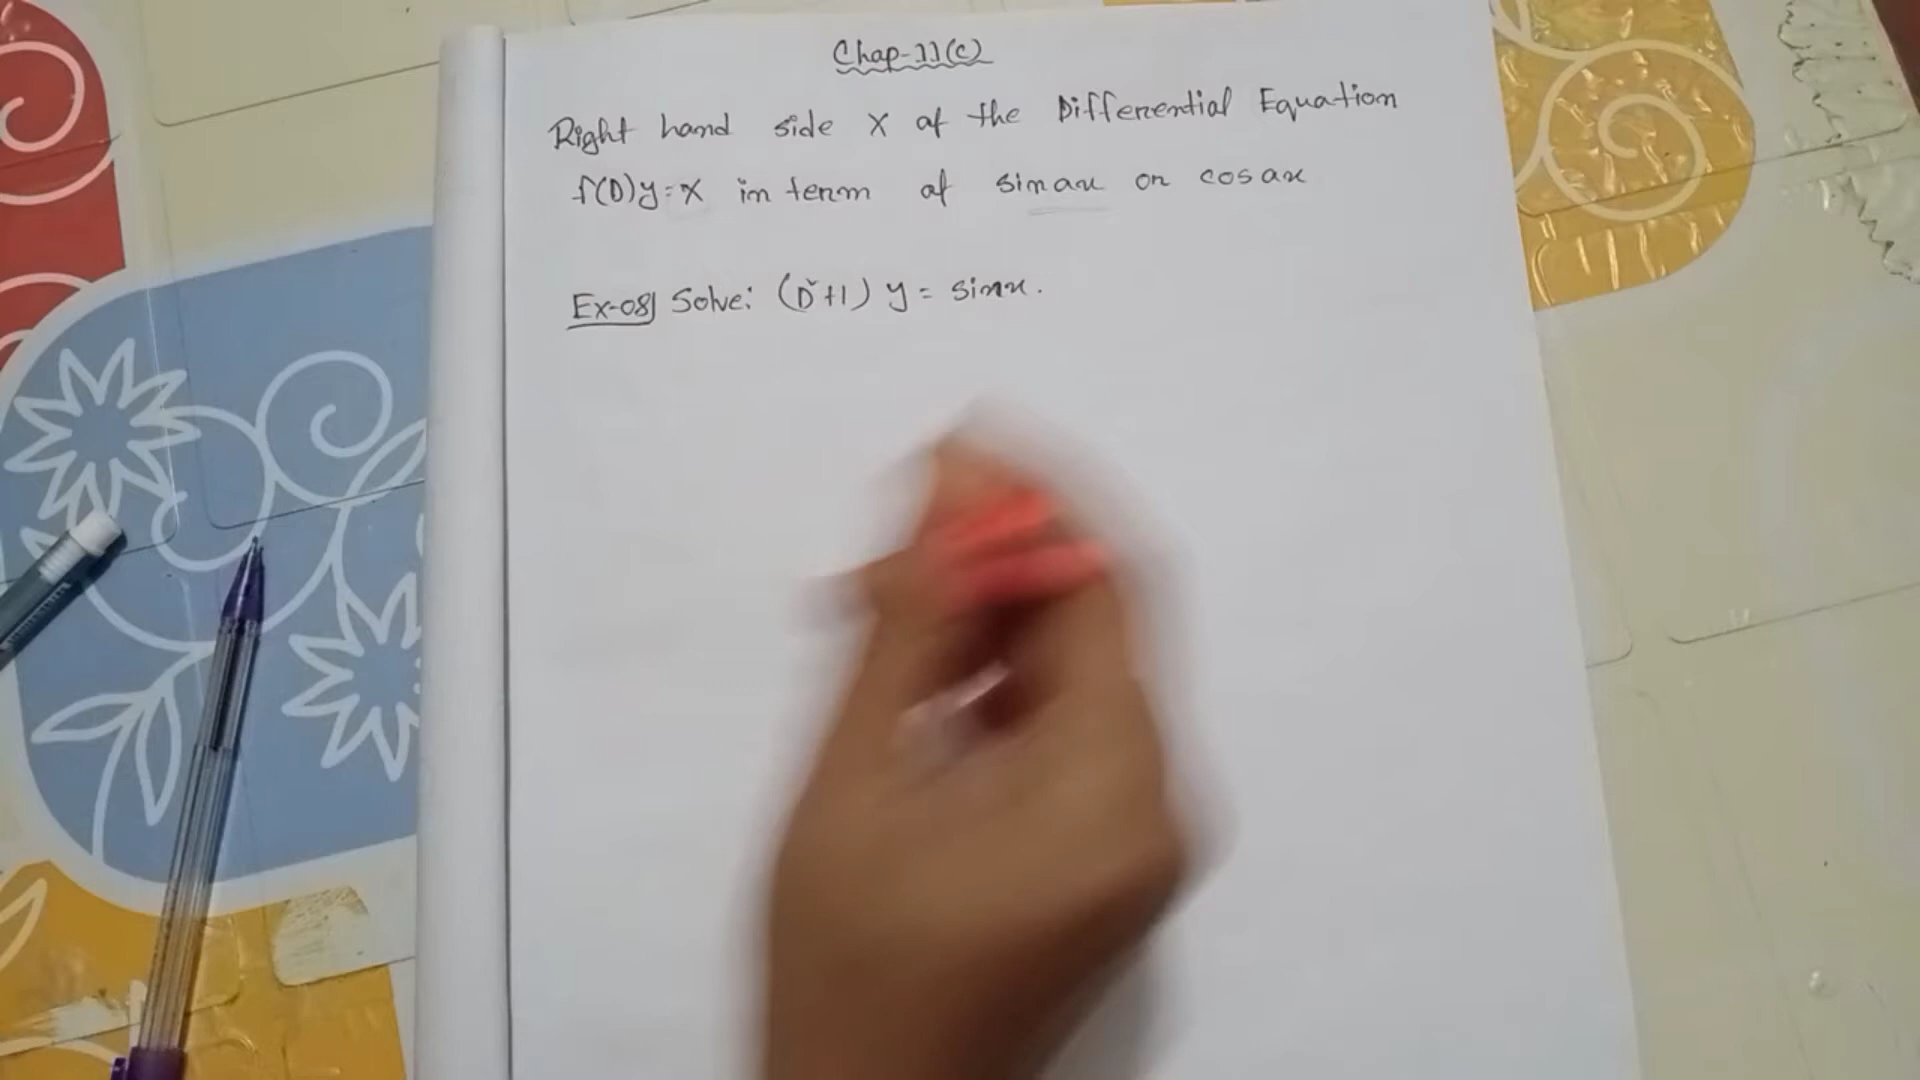 Chap-11(C)
Right hand side X of the Differential Equation
f(D)y=X in term of sinax or cosax
Ex-08] Solve: (D²+1) y = sinx.